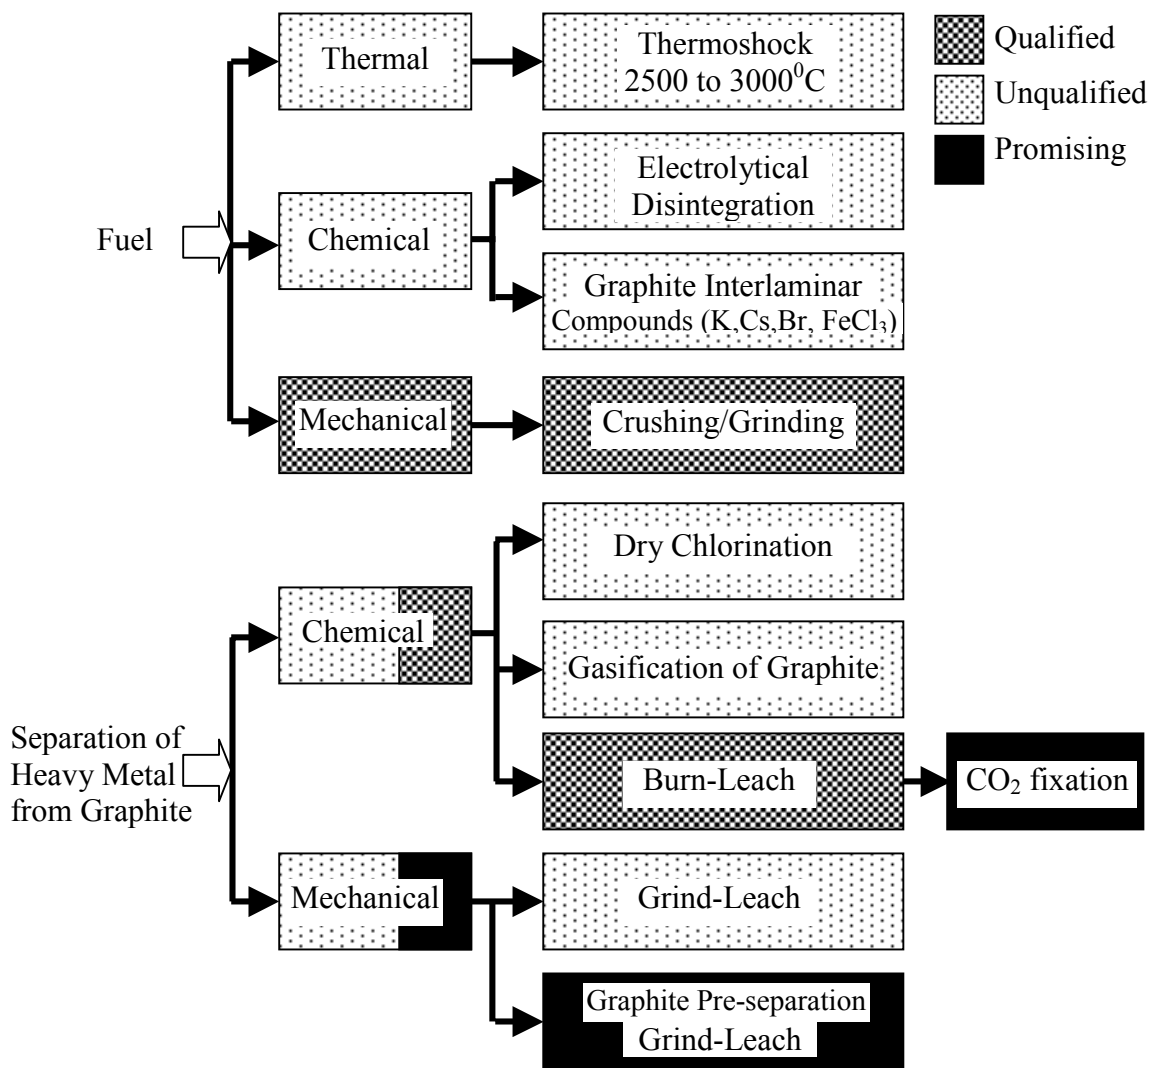 Thermal
Thermoshock
2500 to 3000⁰C
Qualified
Unqualified
Promising
Electrolytical
Disintegration
Fuel
Chemical
Graphite Interlaminar
Compounds (K,Cs,Br, FeCl₃)
Mechanical
Crushing/Grinding
Dry Chlorination
Chemical
Gasification of Graphite
Separation of
Heavy Metal
from Graphite
Burn-Leach
CO₂ fixation
Mechanical
Grind-Leach
Graphite Pre-separation
Grind-Leach